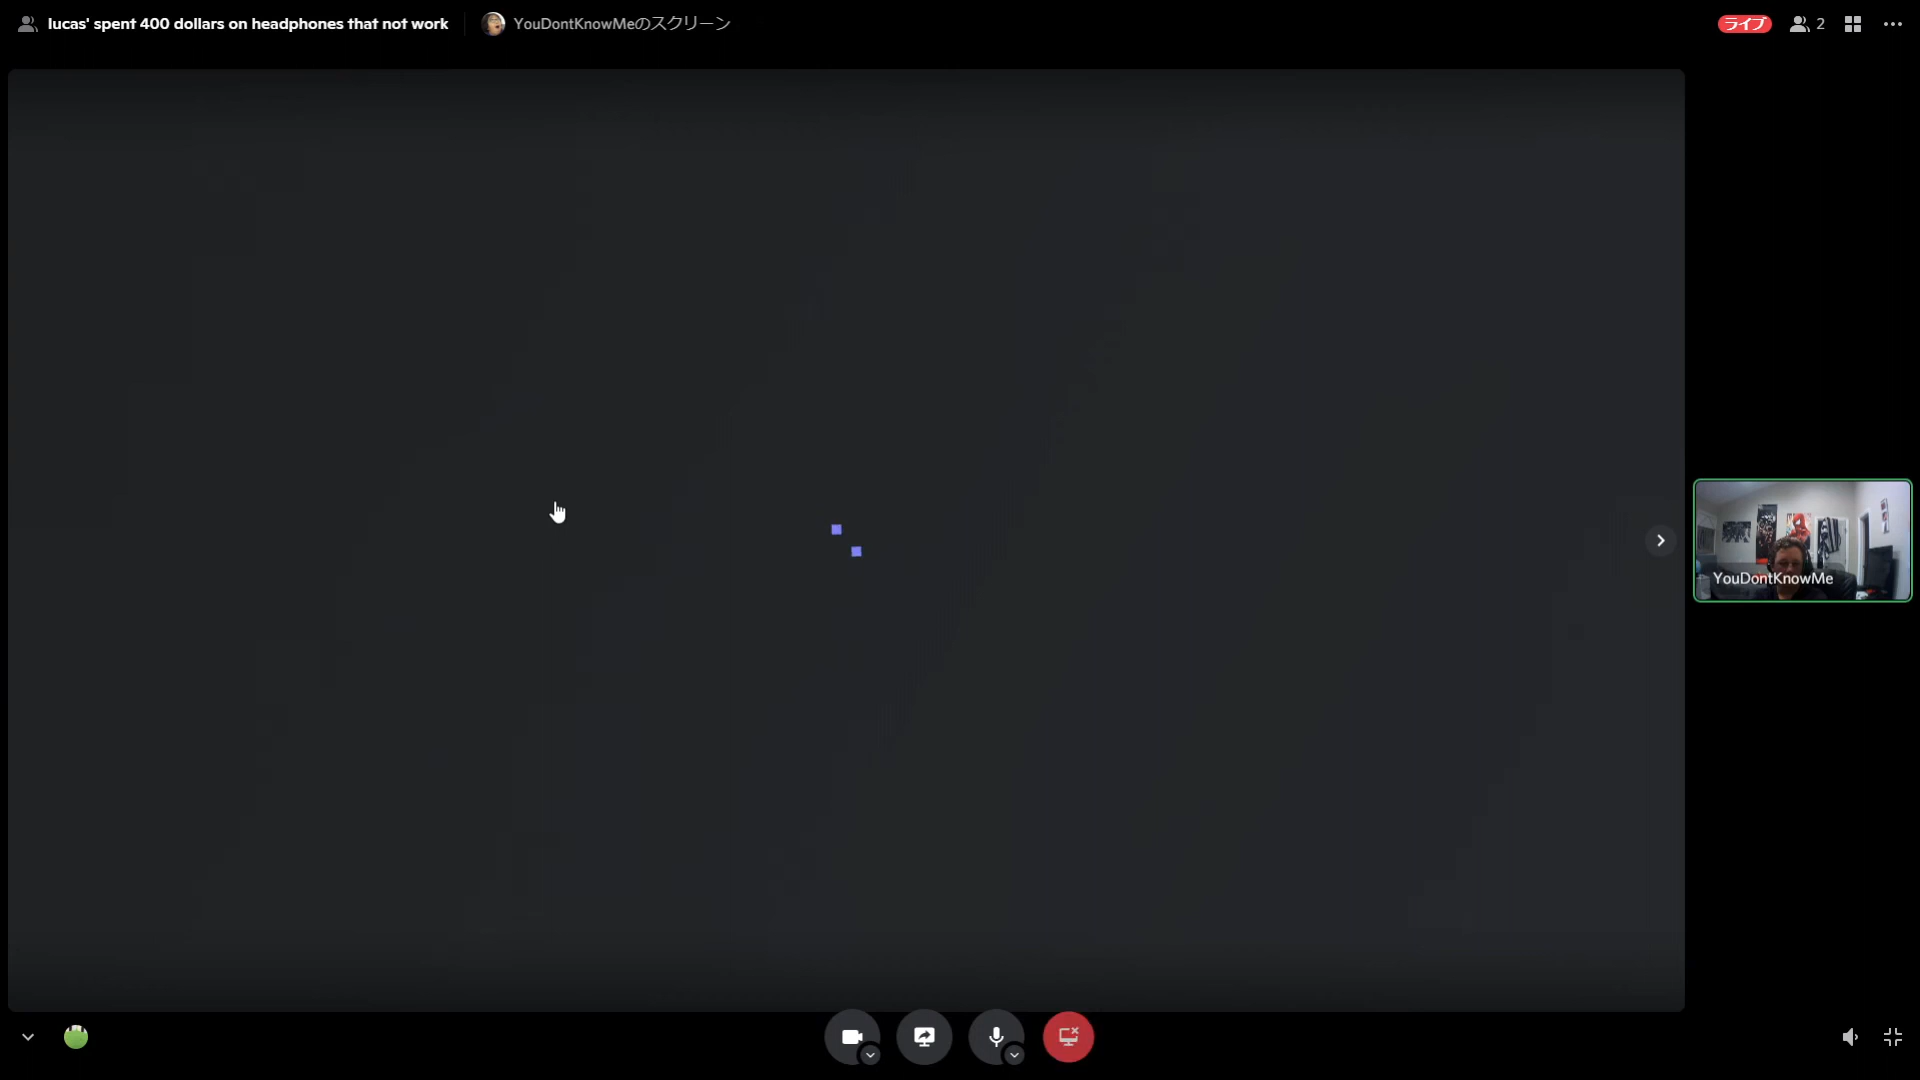 lucas' spent 400 dollars on headphones that not work
YouDontKnowMeのスクリーン
ライブ
2
YouDontKnowMe